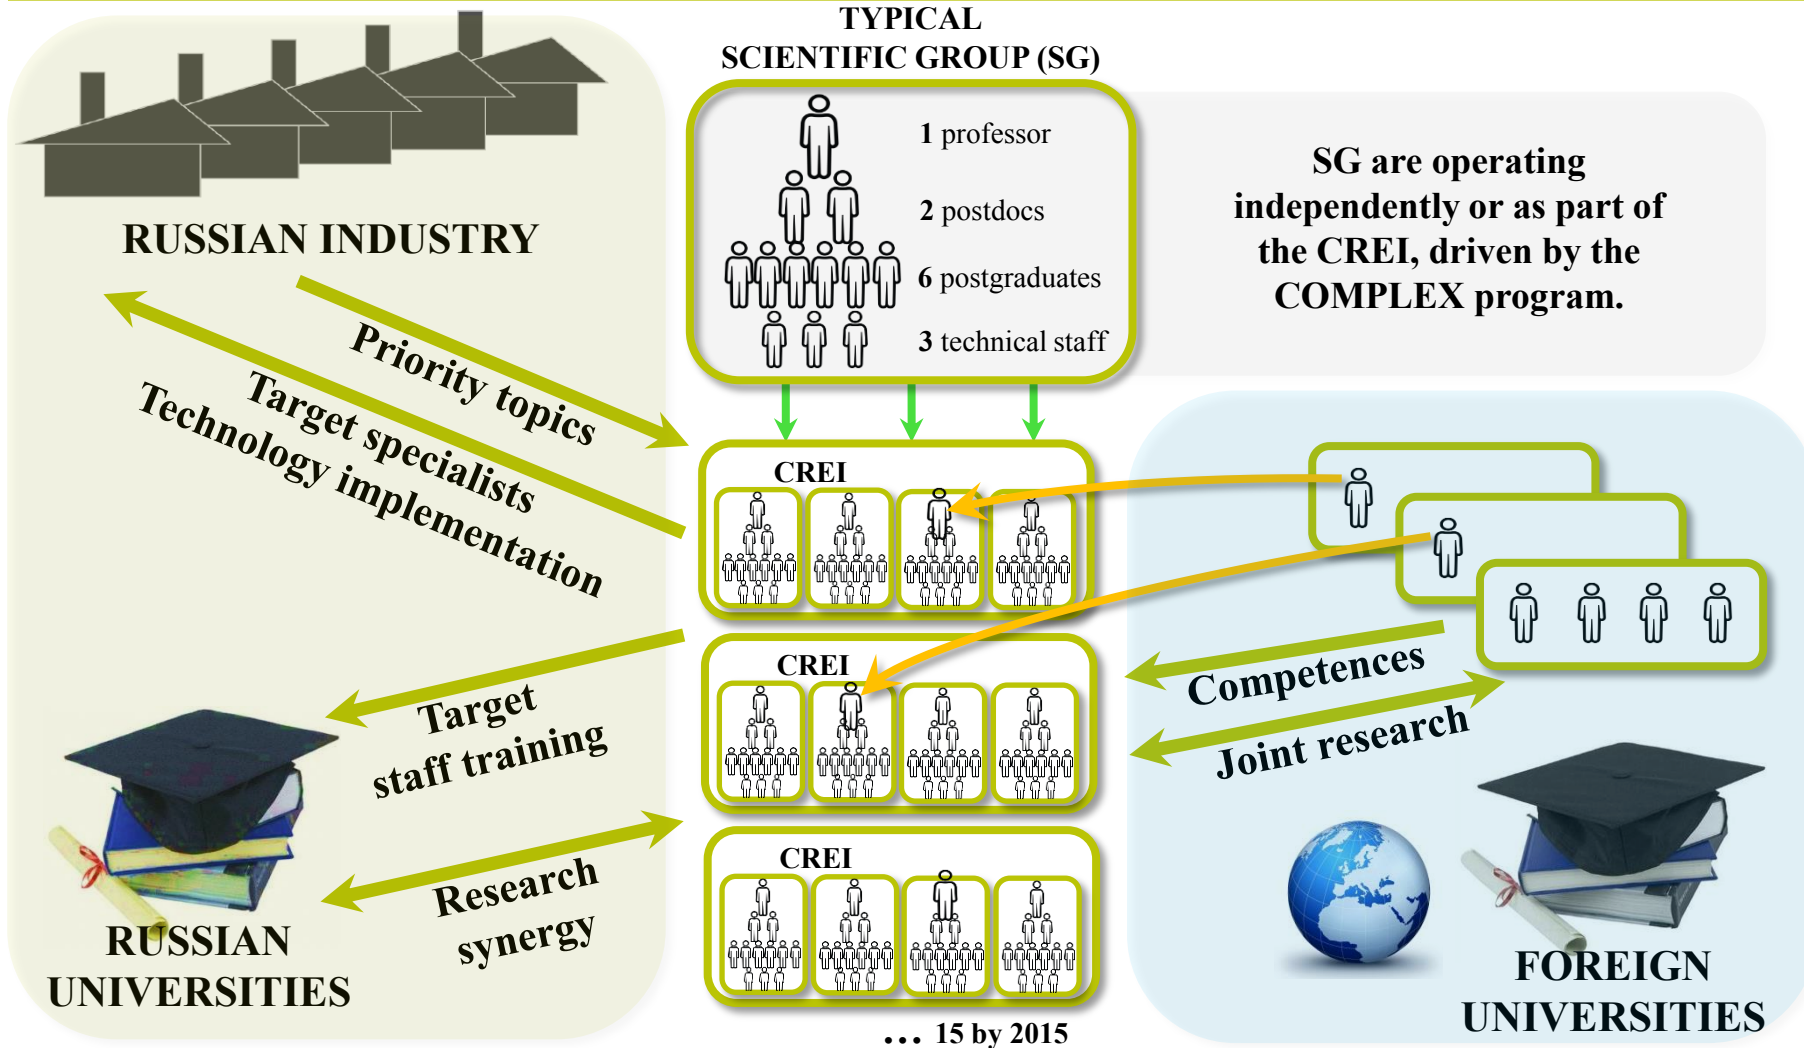 TYPICAL
SCIENTIFIC GROUP (SG)
1 professor
2 postdocs
6 postgraduates
3 technical staff
SG are operating
independently or as part of
the CREI, driven by the
COMPLEX program.
RUSSIAN INDUSTRY
Priority topics
Target specialists
Technology implementation
CREI
CREI
CREI
... 15 by 2015
Target
staff training
Research
synergy
RUSSIAN
UNIVERSITIES
Competences
Joint research
FOREIGN
UNIVERSITIES